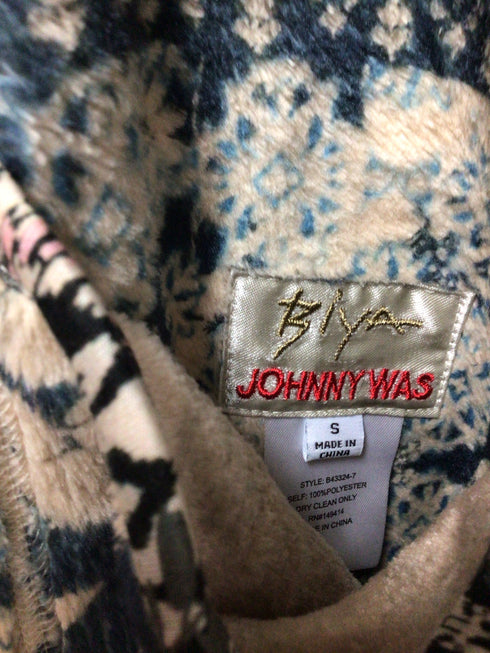 Biya
JOHNNY WAS
S
MADE IN
CHINA
STYLE: B43324-7
SELF: 100%POLYESTER
DRY CLEAN ONLY
RN#149414
IN CHINA